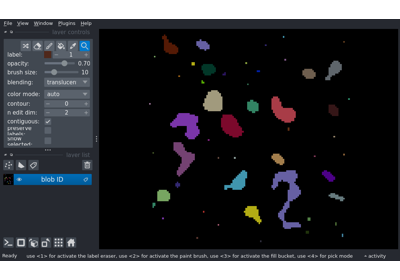 File View Window Plugins Help
layer controls
label: 1
opacity: 0.70
brush size: 10
blending: translucen
color mode: auto
contour: 0
n edit dim: 2
contiguous: ✓
preserve
labels:
show
selected:
layer list
blob ID
Ready use <1> for activate the label eraser, use <2> for activate the paint brush, use <3> for activate the fill bucket, use <4> for pick mode activity